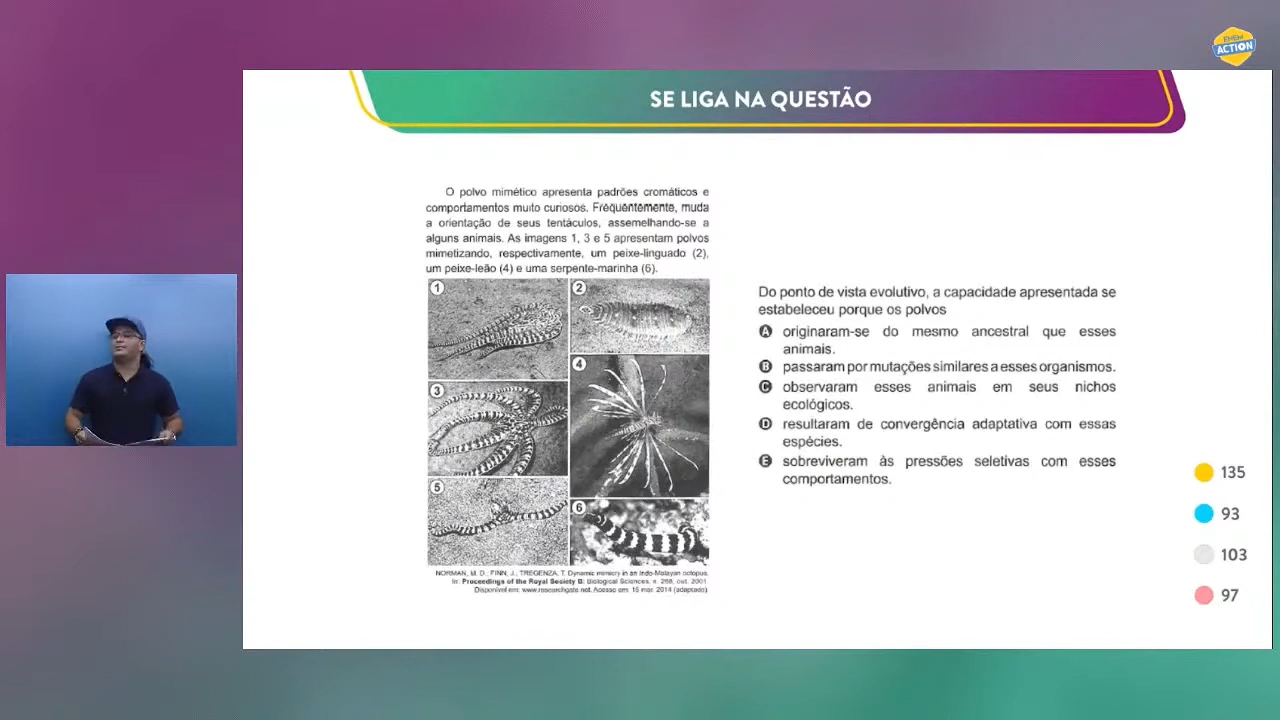 ENEM
ACTION
SE LIGA NA QUESTÃO
O polvo mimético apresenta padrões cromáticos e
comportamentos muito curiosos. Frequentemente, muda
a orientação de seus tentáculos, assemelhando-se a
alguns animais. As imagens 1, 3 e 5 apresentam polvos
mimetizando, respectivamente, um peixe-linguado (2),
um peixe-leão (4) e uma serpente-marinha (6).
1
2
3
4
5
6
NORMAN, M. D.; FINN, J.; TREGENZA, T. Dynamic mimicry in an Indo-Malayan octopus.
In: Proceedings of the Royal Society B: Biological Sciences, n. 268, out. 2001.
Disponível em: www.researchgate.net. Acesso em: 15 mar. 2014 (adaptado).
Do ponto de vista evolutivo, a capacidade apresentada se
estabeleceu porque os polvos
A originaram-se do mesmo ancestral que esses
animais.
B passaram por mutações similares a esses organismos.
C observaram esses animais em seus nichos
ecológicos.
D resultaram de convergência adaptativa com essas
espécies.
E sobreviveram às pressões seletivas com esses
comportamentos.
135
93
103
97